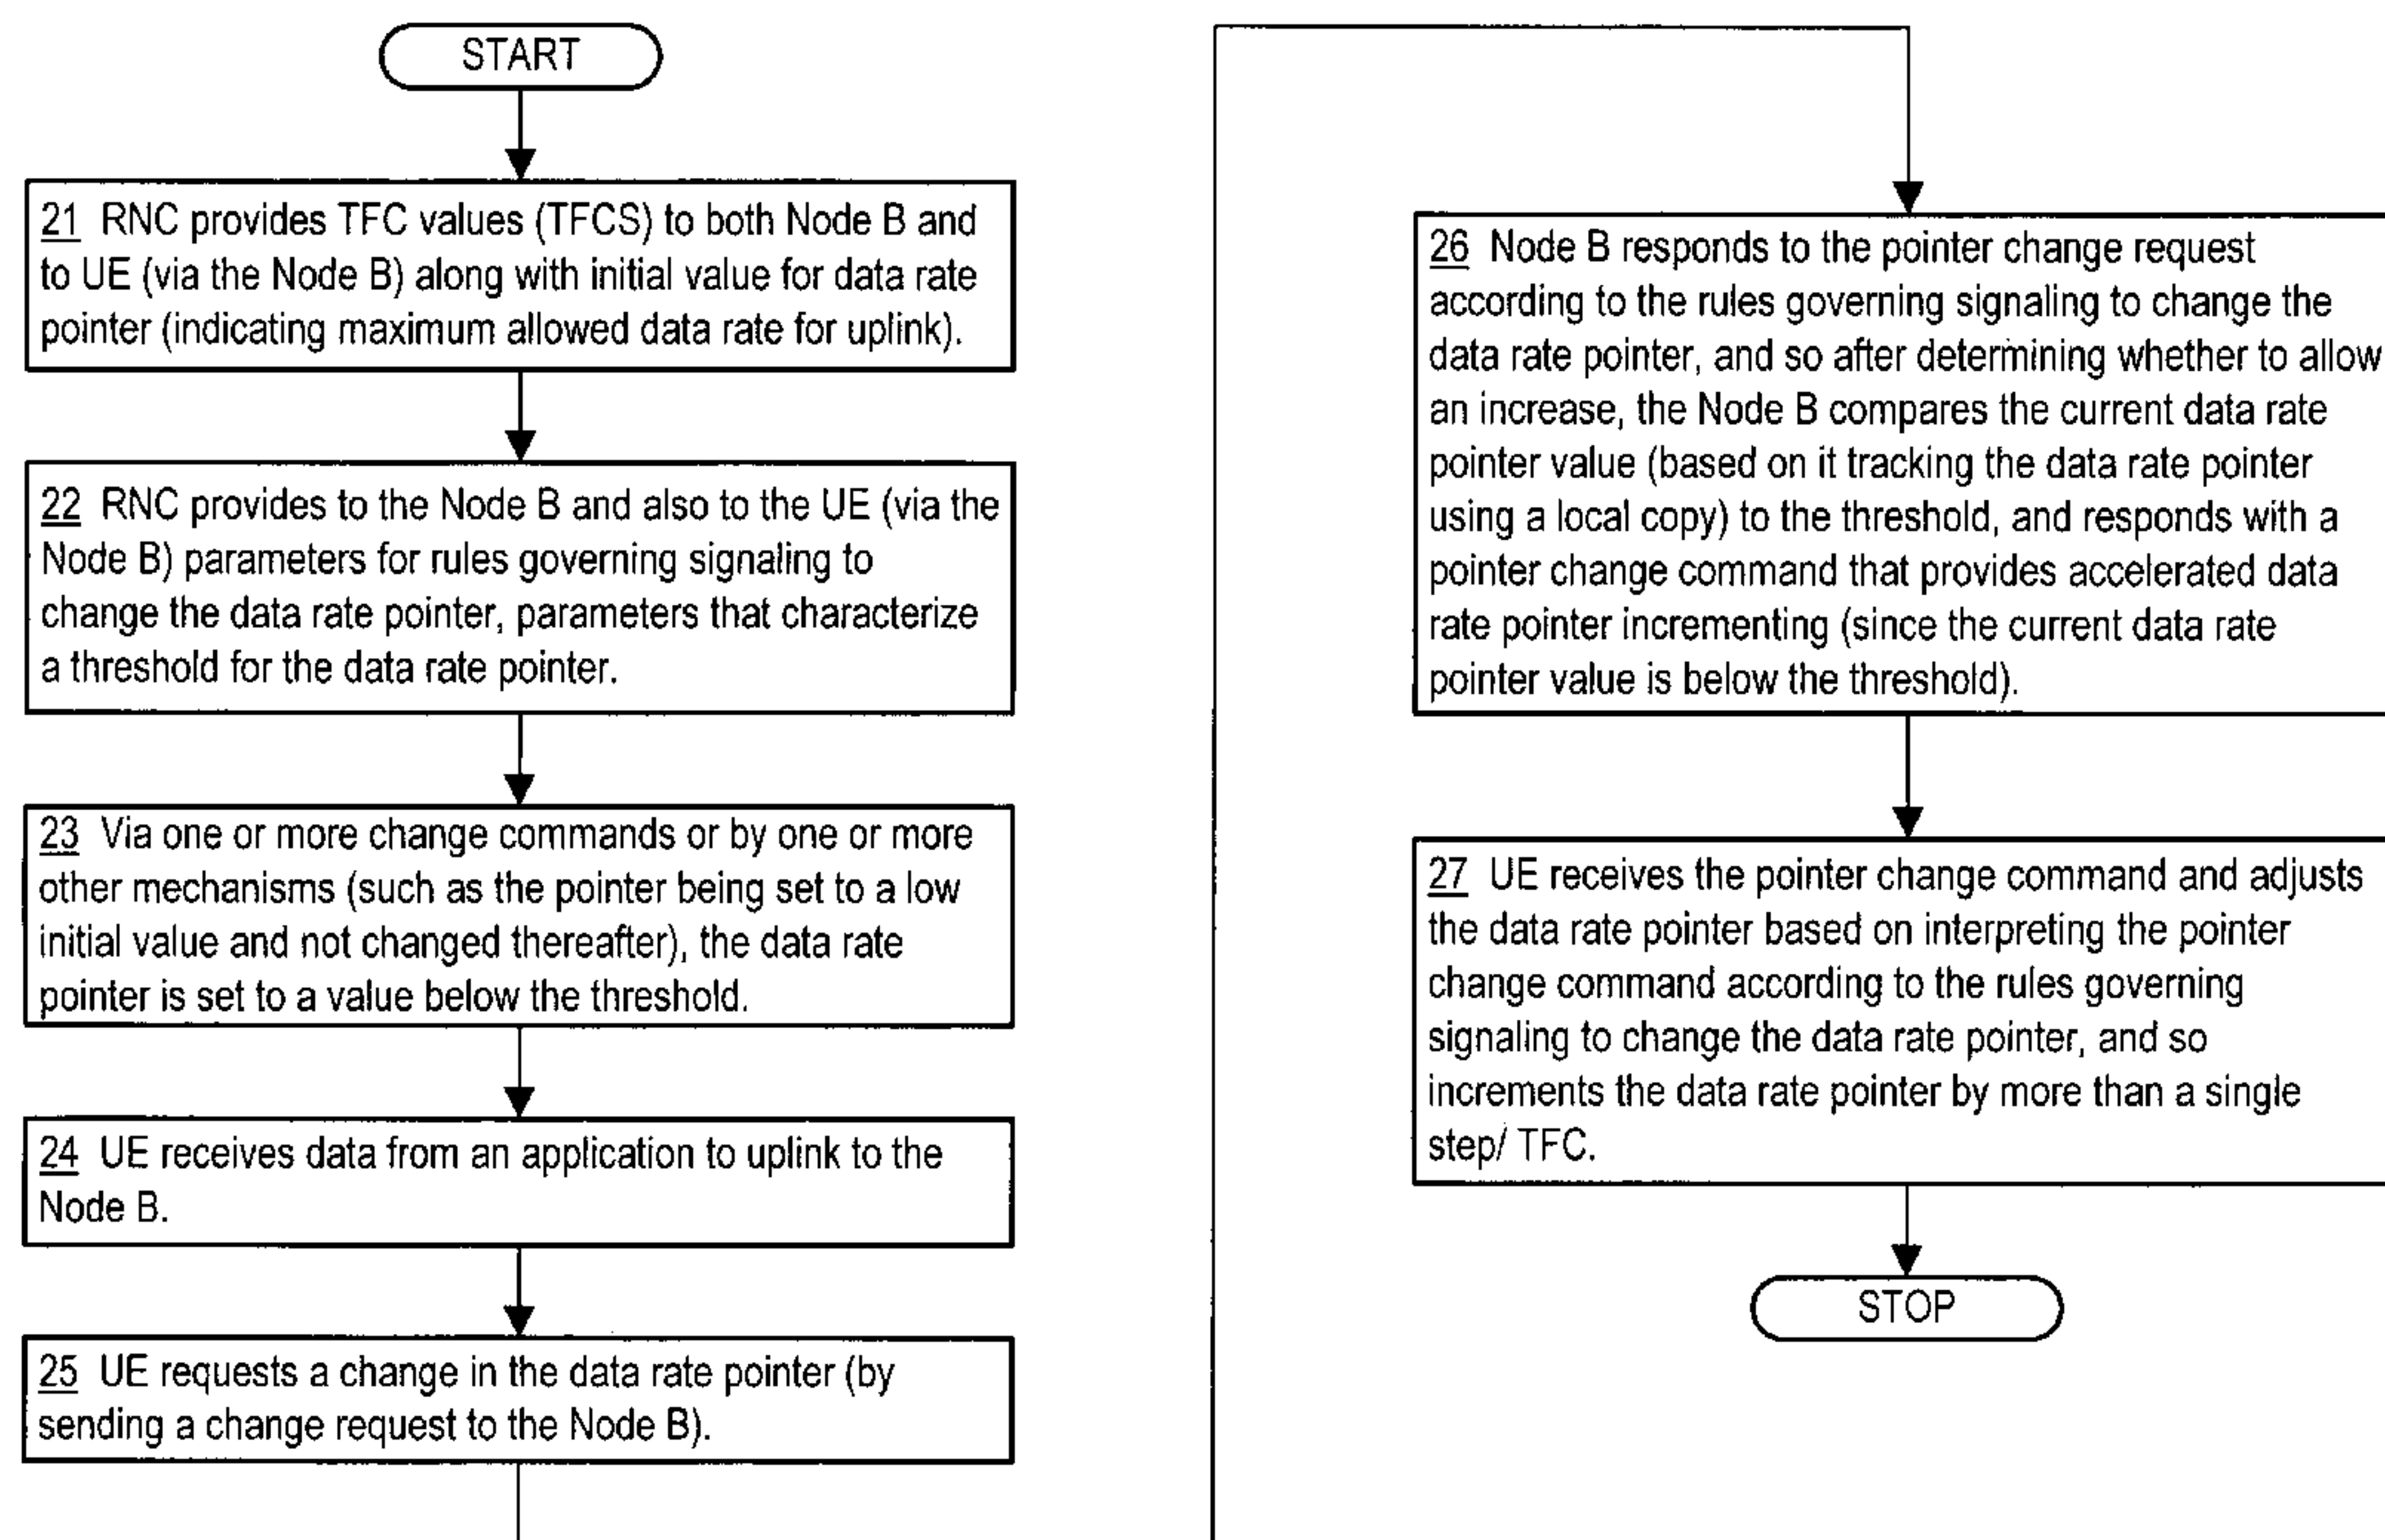 START
21 RNC provides TFC values (TFCS) to both Node B and
to UE (via the Node B) along with initial value for data rate
pointer (indicating maximum allowed data rate for uplink).
22 RNC provides to the Node B and also to the UE (via the
Node B) parameters for rules governing signaling to
change the data rate pointer, parameters that characterize
a threshold for the data rate pointer.
23 Via one or more change commands or by one or more
other mechanisms (such as the pointer being set to a low
initial value and not changed thereafter), the data rate
pointer is set to a value below the threshold.
24 UE receives data from an application to uplink to the
Node B.
25 UE requests a change in the data rate pointer (by
sending a change request to the Node B).
26 Node B responds to the pointer change request
according to the rules governing signaling to change the
data rate pointer, and so after determining whether to allow
an increase, the Node B compares the current data rate
pointer value (based on it tracking the data rate pointer
using a local copy) to the threshold, and responds with a
pointer change command that provides accelerated data
rate pointer incrementing (since the current data rate
pointer value is below the threshold).
27 UE receives the pointer change command and adjusts
the data rate pointer based on interpreting the pointer
change command according to the rules governing
signaling to change the data rate pointer, and so
increments the data rate pointer by more than a single
step/ TFC.
STOP